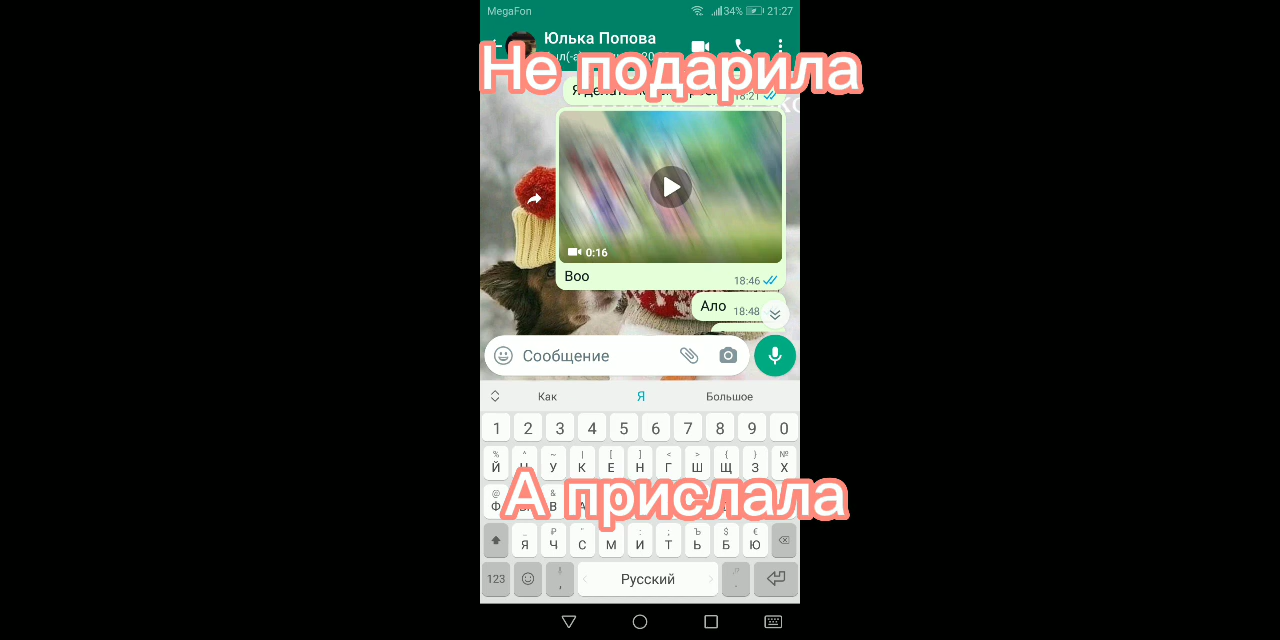 MegaFon 34% 21:27
Юлька Попова
Не подарила
18:21
0:16
Воо
18:46
Ало 18:48
Сообщение
Как Я Большое
1 2 3 4 5 6 7 8 9 0
% ^ ~ | [ ] < > { } №
Й Ц У К Е Н Г Ш Щ З Х
А прислала
@ &
Ф В
_ ₽ " : ; Ъ $ €
Я Ч С М И Т Ь Б Ю
123 , Русский .